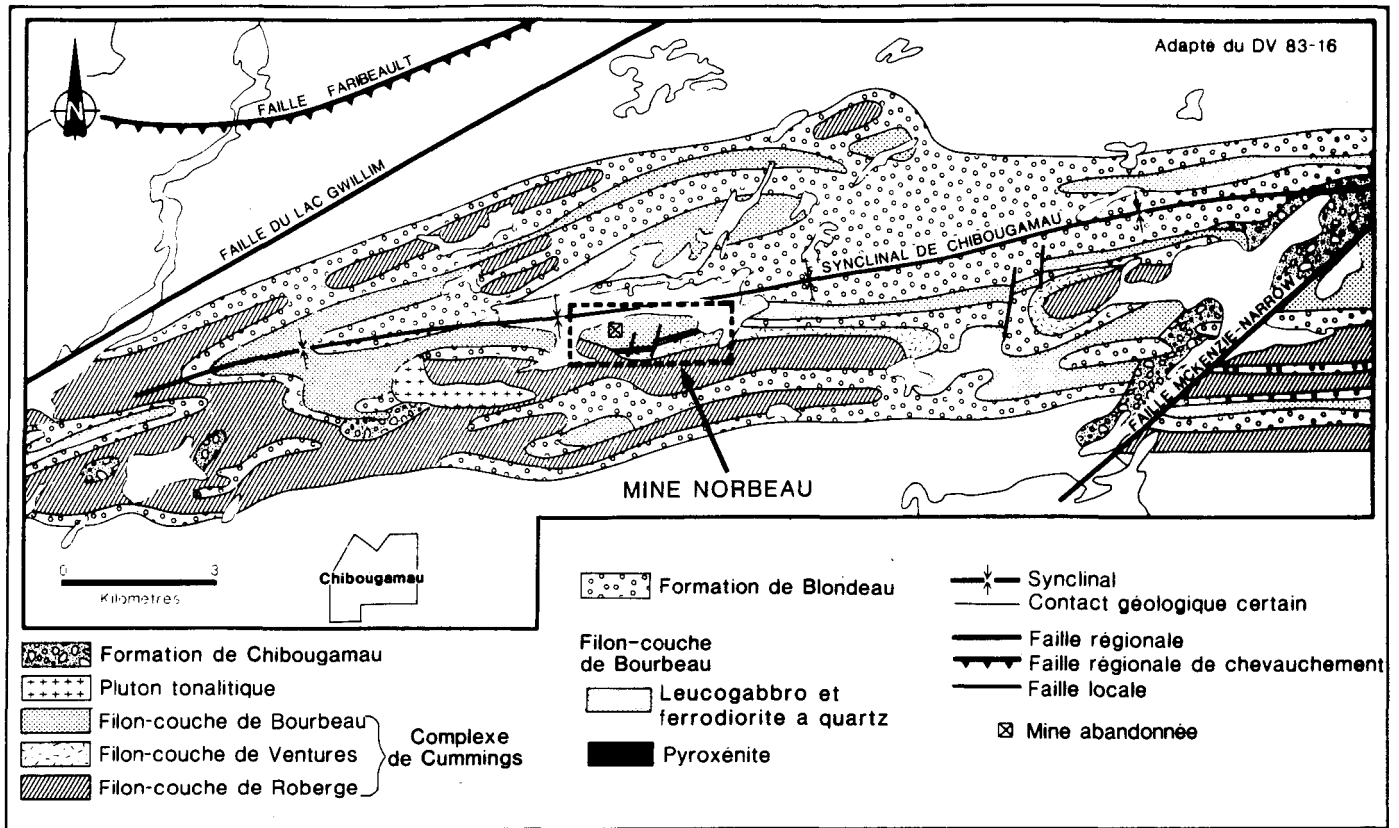 Adapté du DV 83-16
N
FAILLE FARIBEAULT
FAILLE DU LAC GWILLIM
SYNCLINAL DE CHIBOUGAMAU
FAILLE MCKENZIE-NARROWS
MINE NORBEAU
0 3
Kilometres
Chibougamau
Formation de Chibougamau
Pluton tonalitique
Filon-couche de Bourbeau
Filon-couche de Ventures
Filon-couche de Roberge
Complexe
de Cummings
Formation de Blondeau
Filon-couche
de Bourbeau
Leucogabbro et
ferrodiorite a quartz
Pyroxénite
Synclinal
Contact géologique certain
Faille régionale
Faille régionale de chevauchement
Faille locale
Mine abandonnée